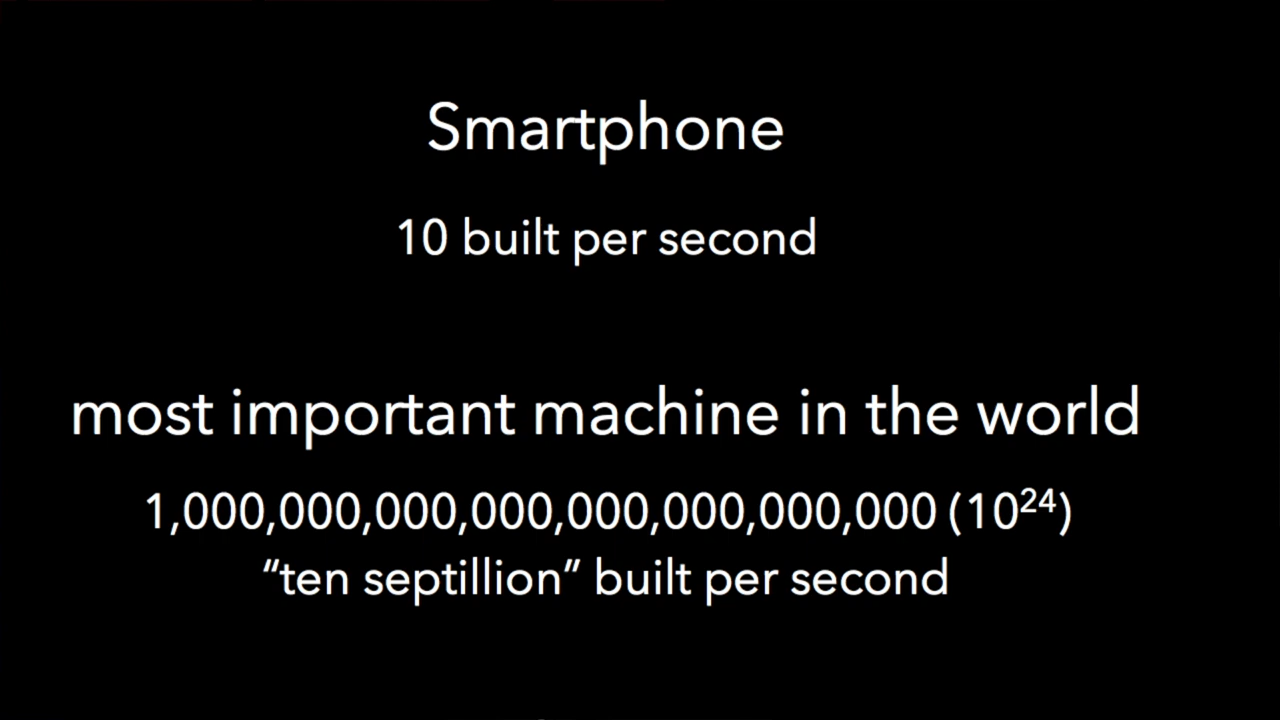 Smartphone
10 built per second
most important machine in the world
1,000,000,000,000,000,000,000,000 (10²⁴)
“ten septillion” built per second